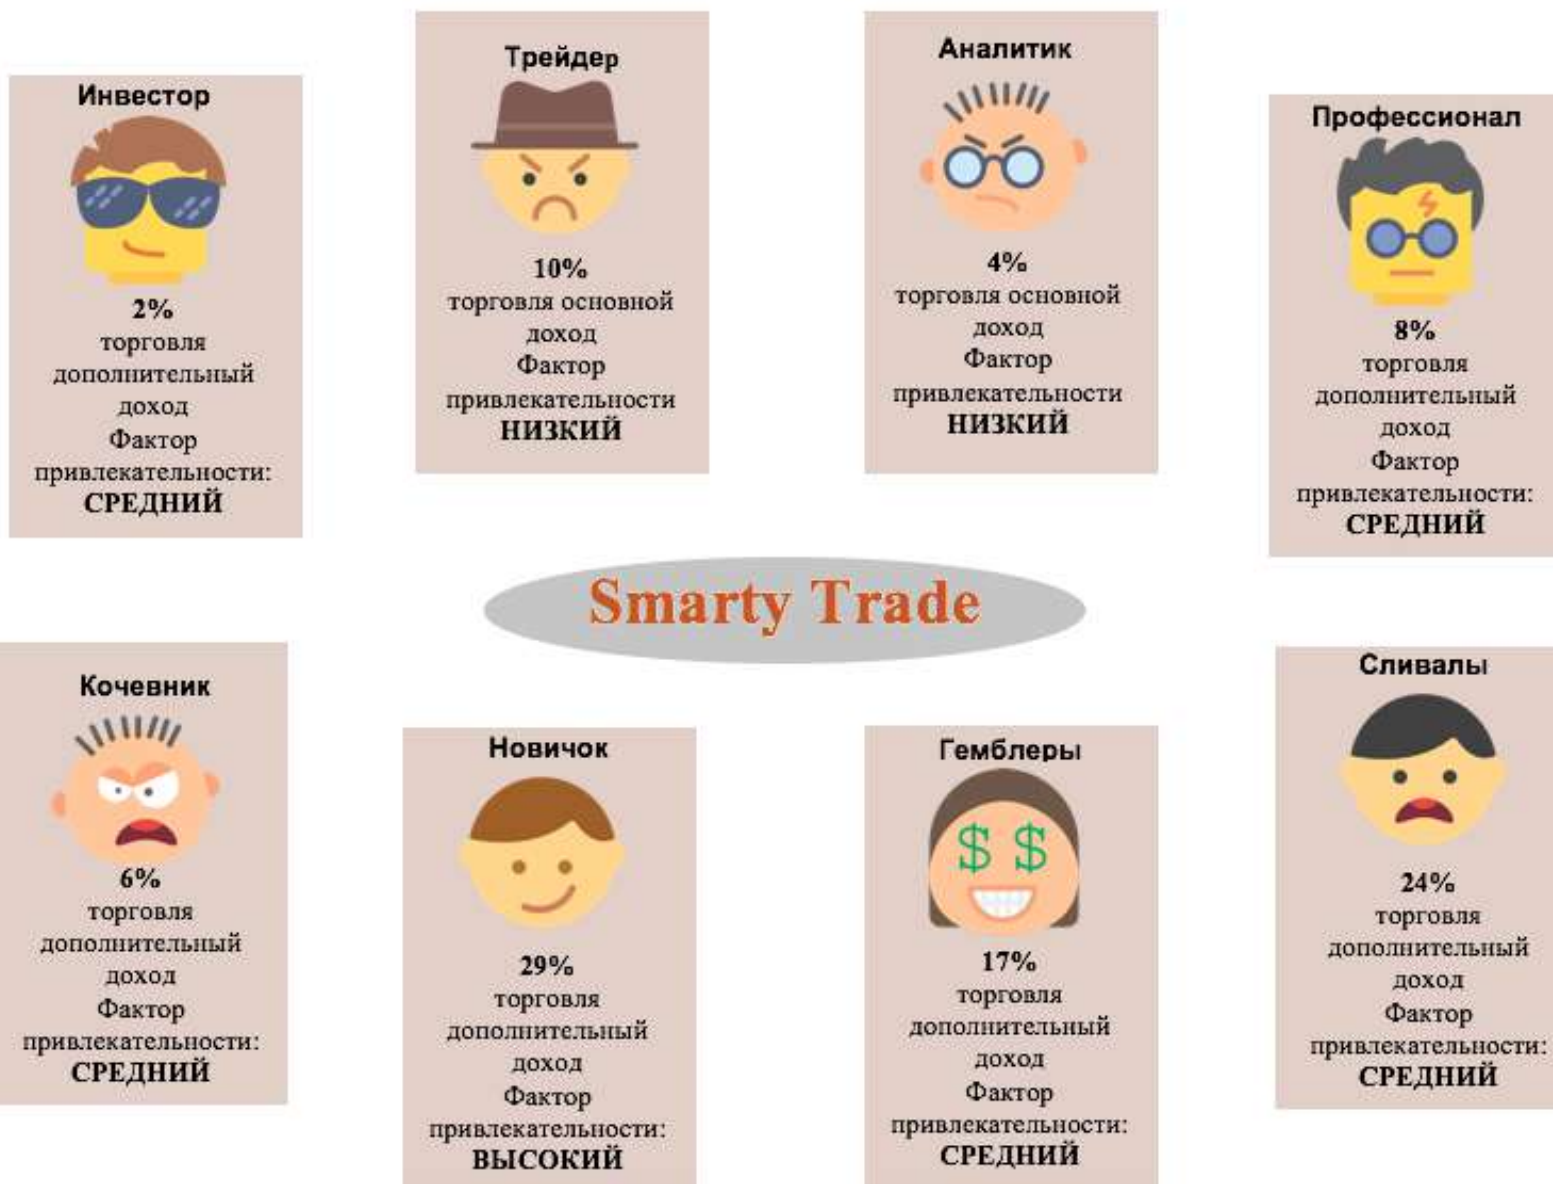 Инвестор
2%
торговля
дополнительный
доход
Фактор
привлекательности:
СРЕДНИЙ
Трейдер
10%
торговля основной
доход
Фактор
привлекательности
НИЗКИЙ
Аналитик
4%
торговля основной
доход
Фактор
привлекательности
НИЗКИЙ
Профессионал
8%
торговля
дополнительный
доход
Фактор
привлекательности:
СРЕДНИЙ
Smarty Trade
Кочевник
6%
торговля
дополнительный
доход
Фактор
привлекательности:
СРЕДНИЙ
Новичок
29%
торговля
дополнительный
доход
Фактор
привлекательности:
ВЫСОКИЙ
Гемблеры
$ $
17%
торговля
дополнительный
доход
Фактор
привлекательности:
СРЕДНИЙ
Сливалы
24%
торговля
дополнительный
доход
Фактор
привлекательности:
СРЕДНИЙ